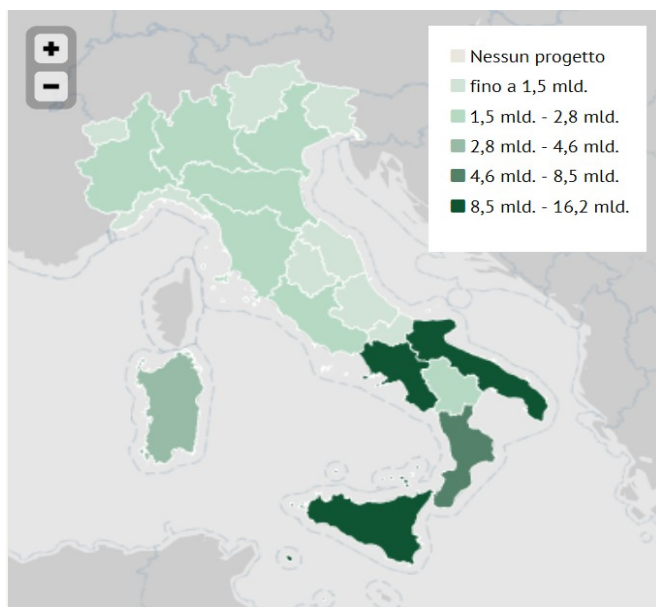 +
−
Nessun progetto
fino a 1,5 mld.
1,5 mld. - 2,8 mld.
2,8 mld. - 4,6 mld.
4,6 mld. - 8,5 mld.
8,5 mld. - 16,2 mld.